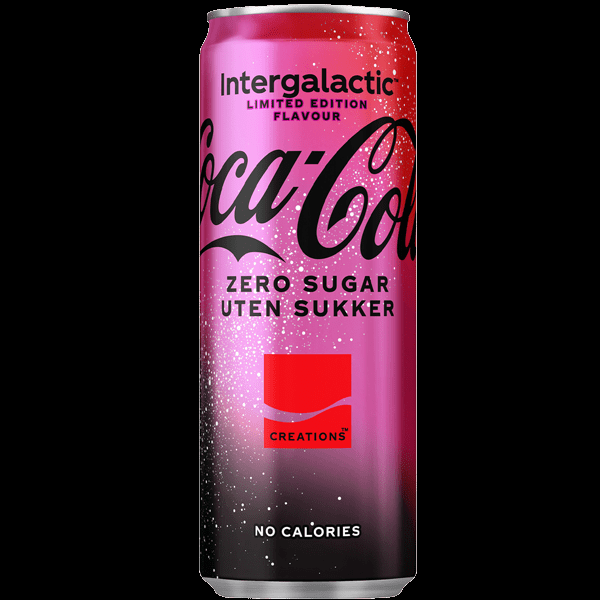 Intergalactic™
LIMITED EDITION
FLAVOUR
Coca-Cola
ZERO SUGAR
UTEN SUKKER
CREATIONS™
NO CALORIES